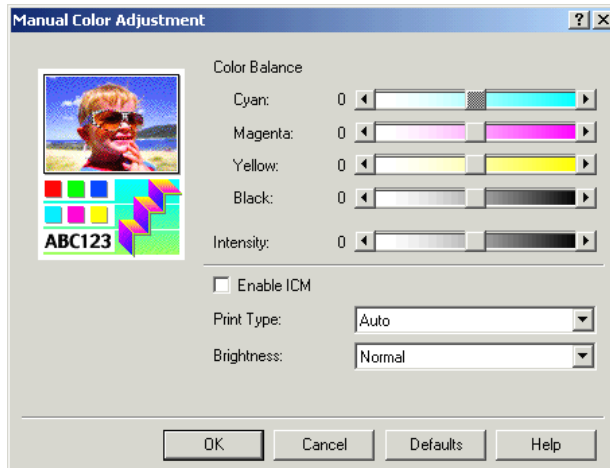 Manual Color Adjustment
Color Balance
Cyan: 0
Magenta: 0
Yellow: 0
Black: 0
ABC123
Intensity: 0
Enable ICM
Print Type: Auto
Brightness: Normal
OK Cancel Defaults Help